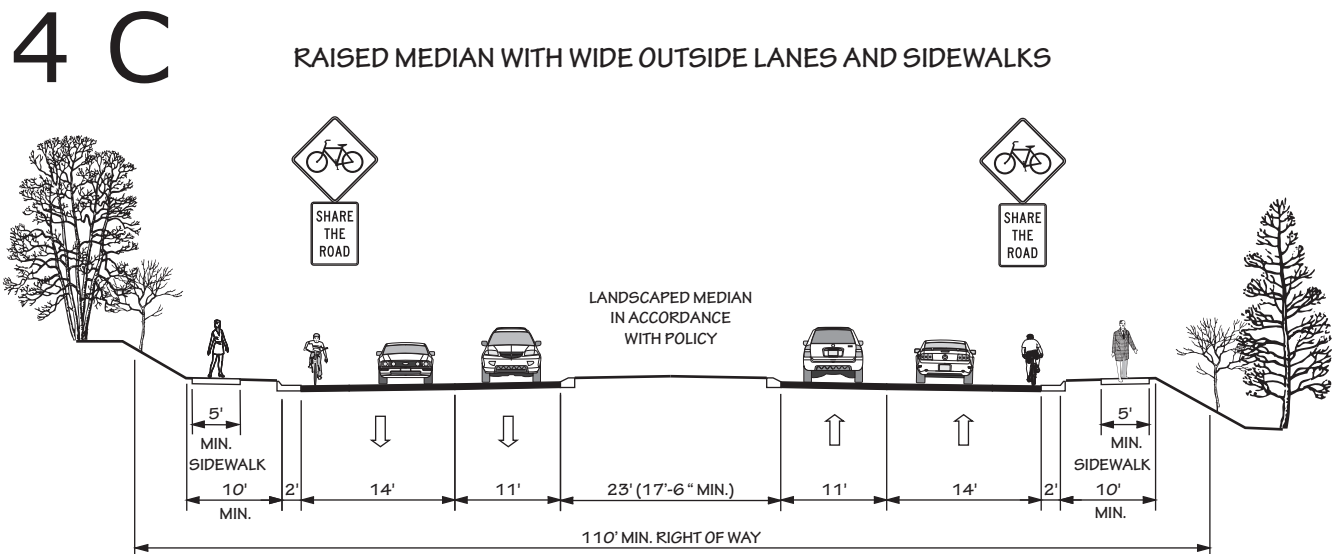 4 C
RAISED MEDIAN WITH WIDE OUTSIDE LANES AND SIDEWALKS
SHARE
THE
ROAD
SHARE
THE
ROAD
LANDSCAPED MEDIAN
IN ACCORDANCE
WITH POLICY
5'
MIN.
SIDEWALK
5'
MIN.
SIDEWALK
10'
MIN.
2'
14'
11'
23' (17'-6" MIN.)
11'
14'
2'
10'
MIN.
110' MIN. RIGHT OF WAY